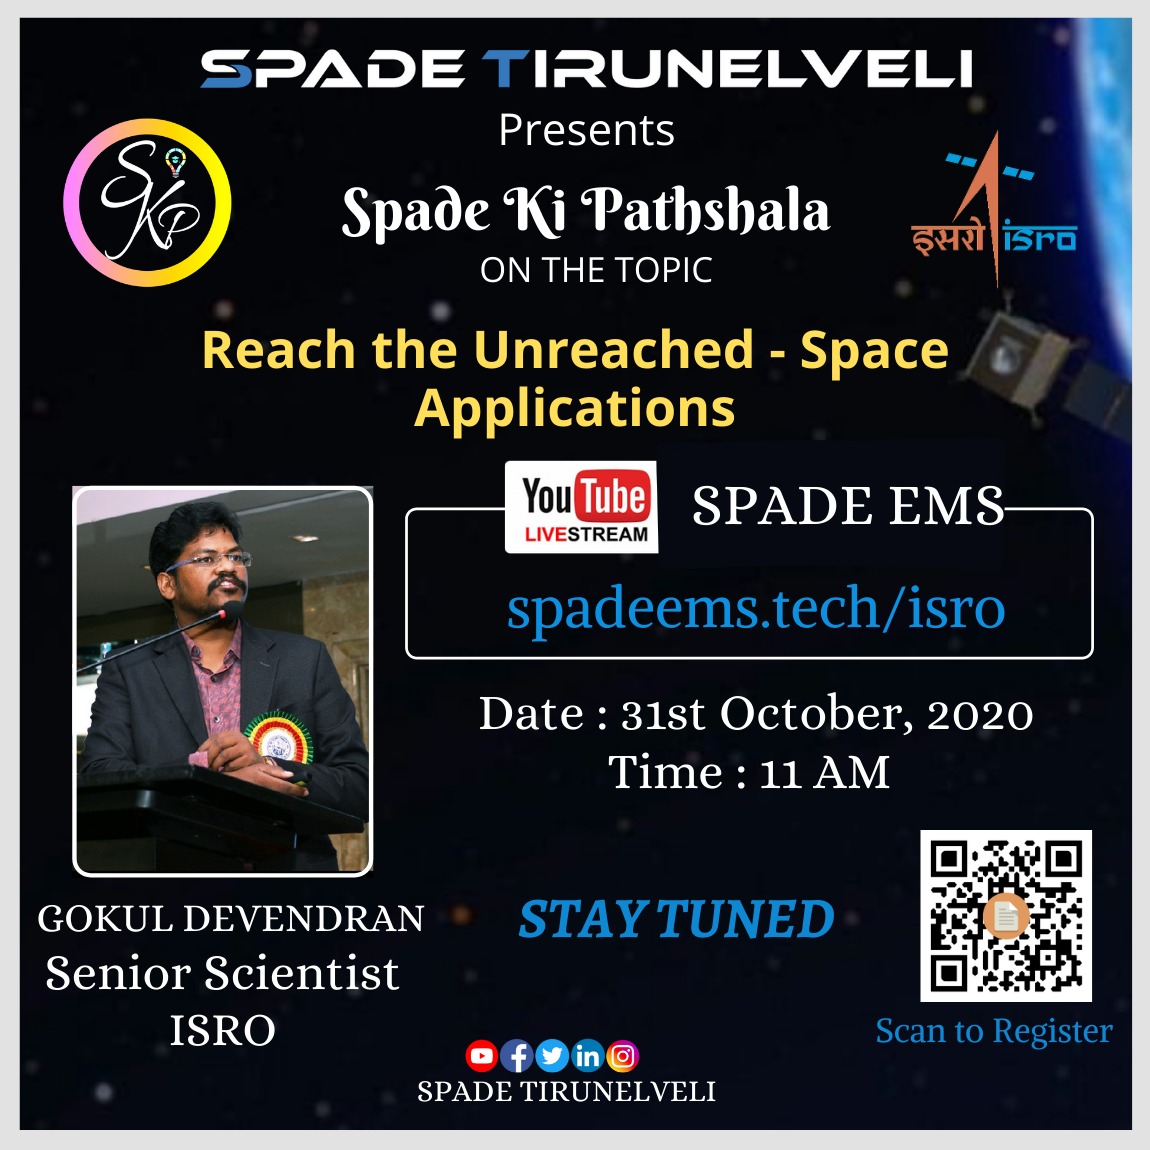 SPADE TIRUNELVELI
Presents
SKP
Spade Ki Pathshala
ON THE TOPIC
इसरो isro
Reach the Unreached - Space
Applications
YouTube
LIVESTREAM
SPADE EMS
spadeems.tech/isro
Date : 31st October, 2020
Time : 11 AM
GOKUL DEVENDRAN
Senior Scientist
ISRO
STAY TUNED
Scan to Register
SPADE TIRUNELVELI